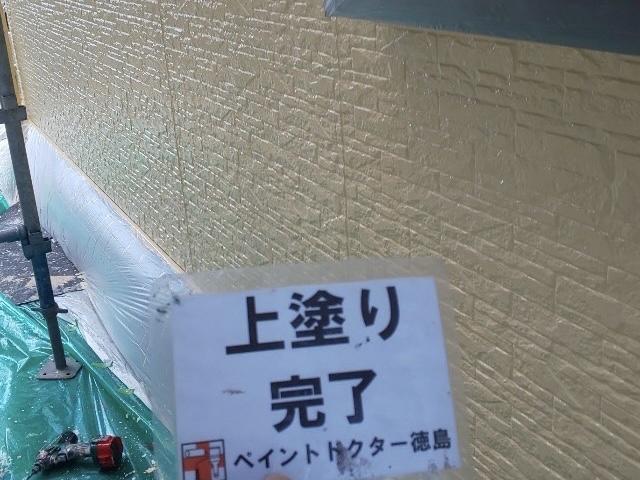 上塗り
完了
ペイントドクター徳島